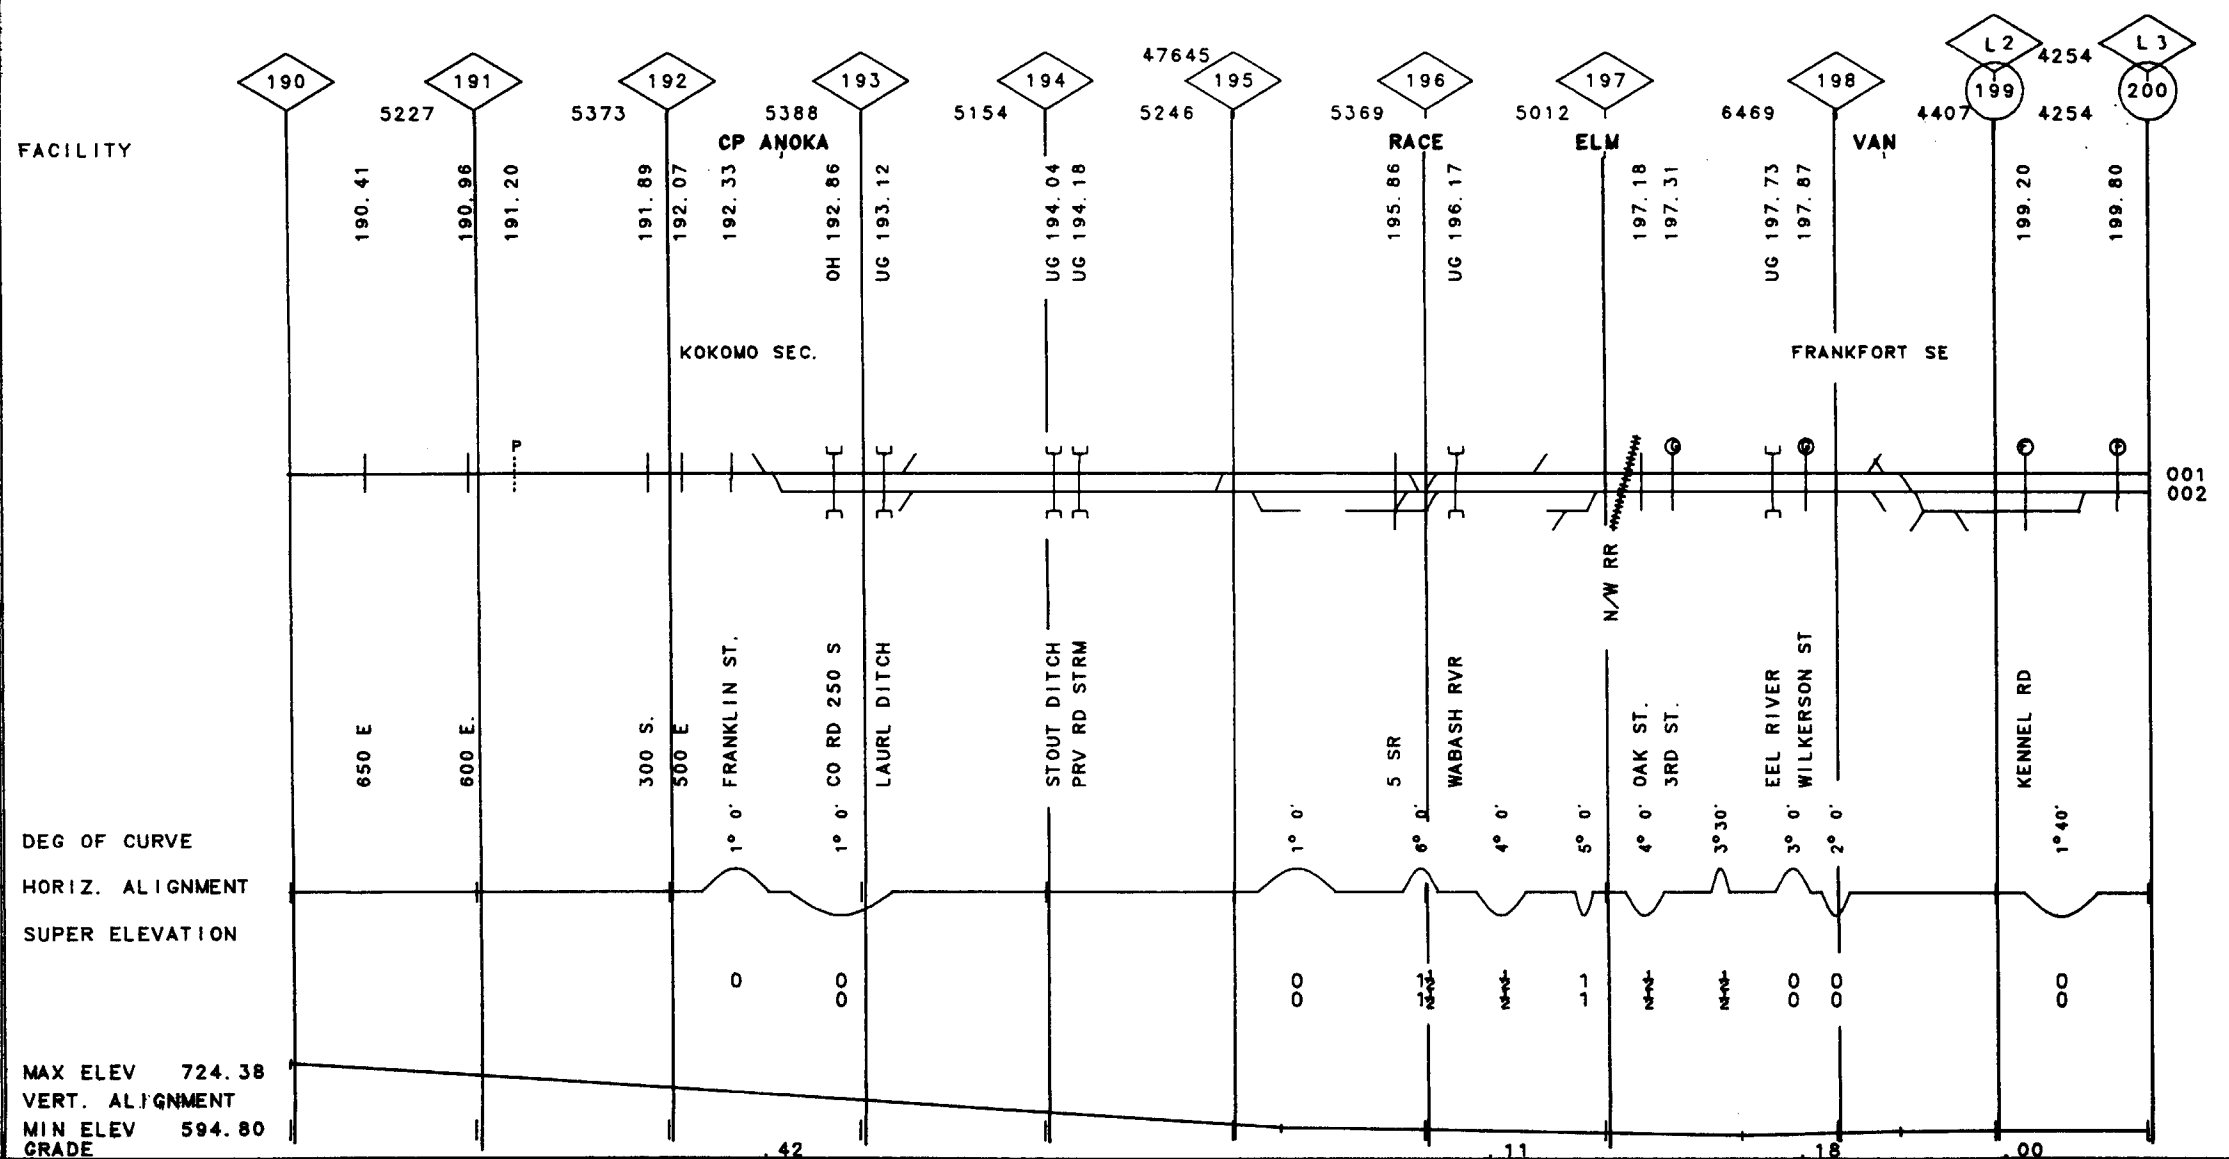 47645 L2 4254 L3
190 191 192 193 194 195 196 197 198 199 200
5227 5373 5388 5154 5246 5369 5012 6469 4407 4254
CP ANOKA RACE ELM VAN
FACILITY
190.41 190.96 191.20 191.89 192.07 192.33 OH 192.86 UG 193.12 UG 194.04 UG 194.18 195.86 UG 196.17 197.18 197.31 UG 197.73 197.87 199.20 199.80
KOKOMO SEC. FRANKFORT SE
P G
001
002
N/W RR
650 E 600 E. 300 S. 500 E FRANKLIN ST. CO RD 250 S LAURL DITCH STOUT DITCH PRV RD STRM 5 SR WABASH RVR OAK ST. 3RD ST. EEL RIVER WILKERSON ST KENNEL RD
DEG OF CURVE 1° 0' 1° 0' 1° 0' 6° 0' 4° 0' 5° 0' 4° 0' 3°30' 3° 0' 2° 0' 1°40'
HORIZ. ALIGNMENT
SUPER ELEVATION
0 0 0 1 0 0 0
0 0 1 0 0 0
MAX ELEV 724.38
VERT. ALIGNMENT
MIN ELEV 594.80
GRADE .42 .11 .18 .00